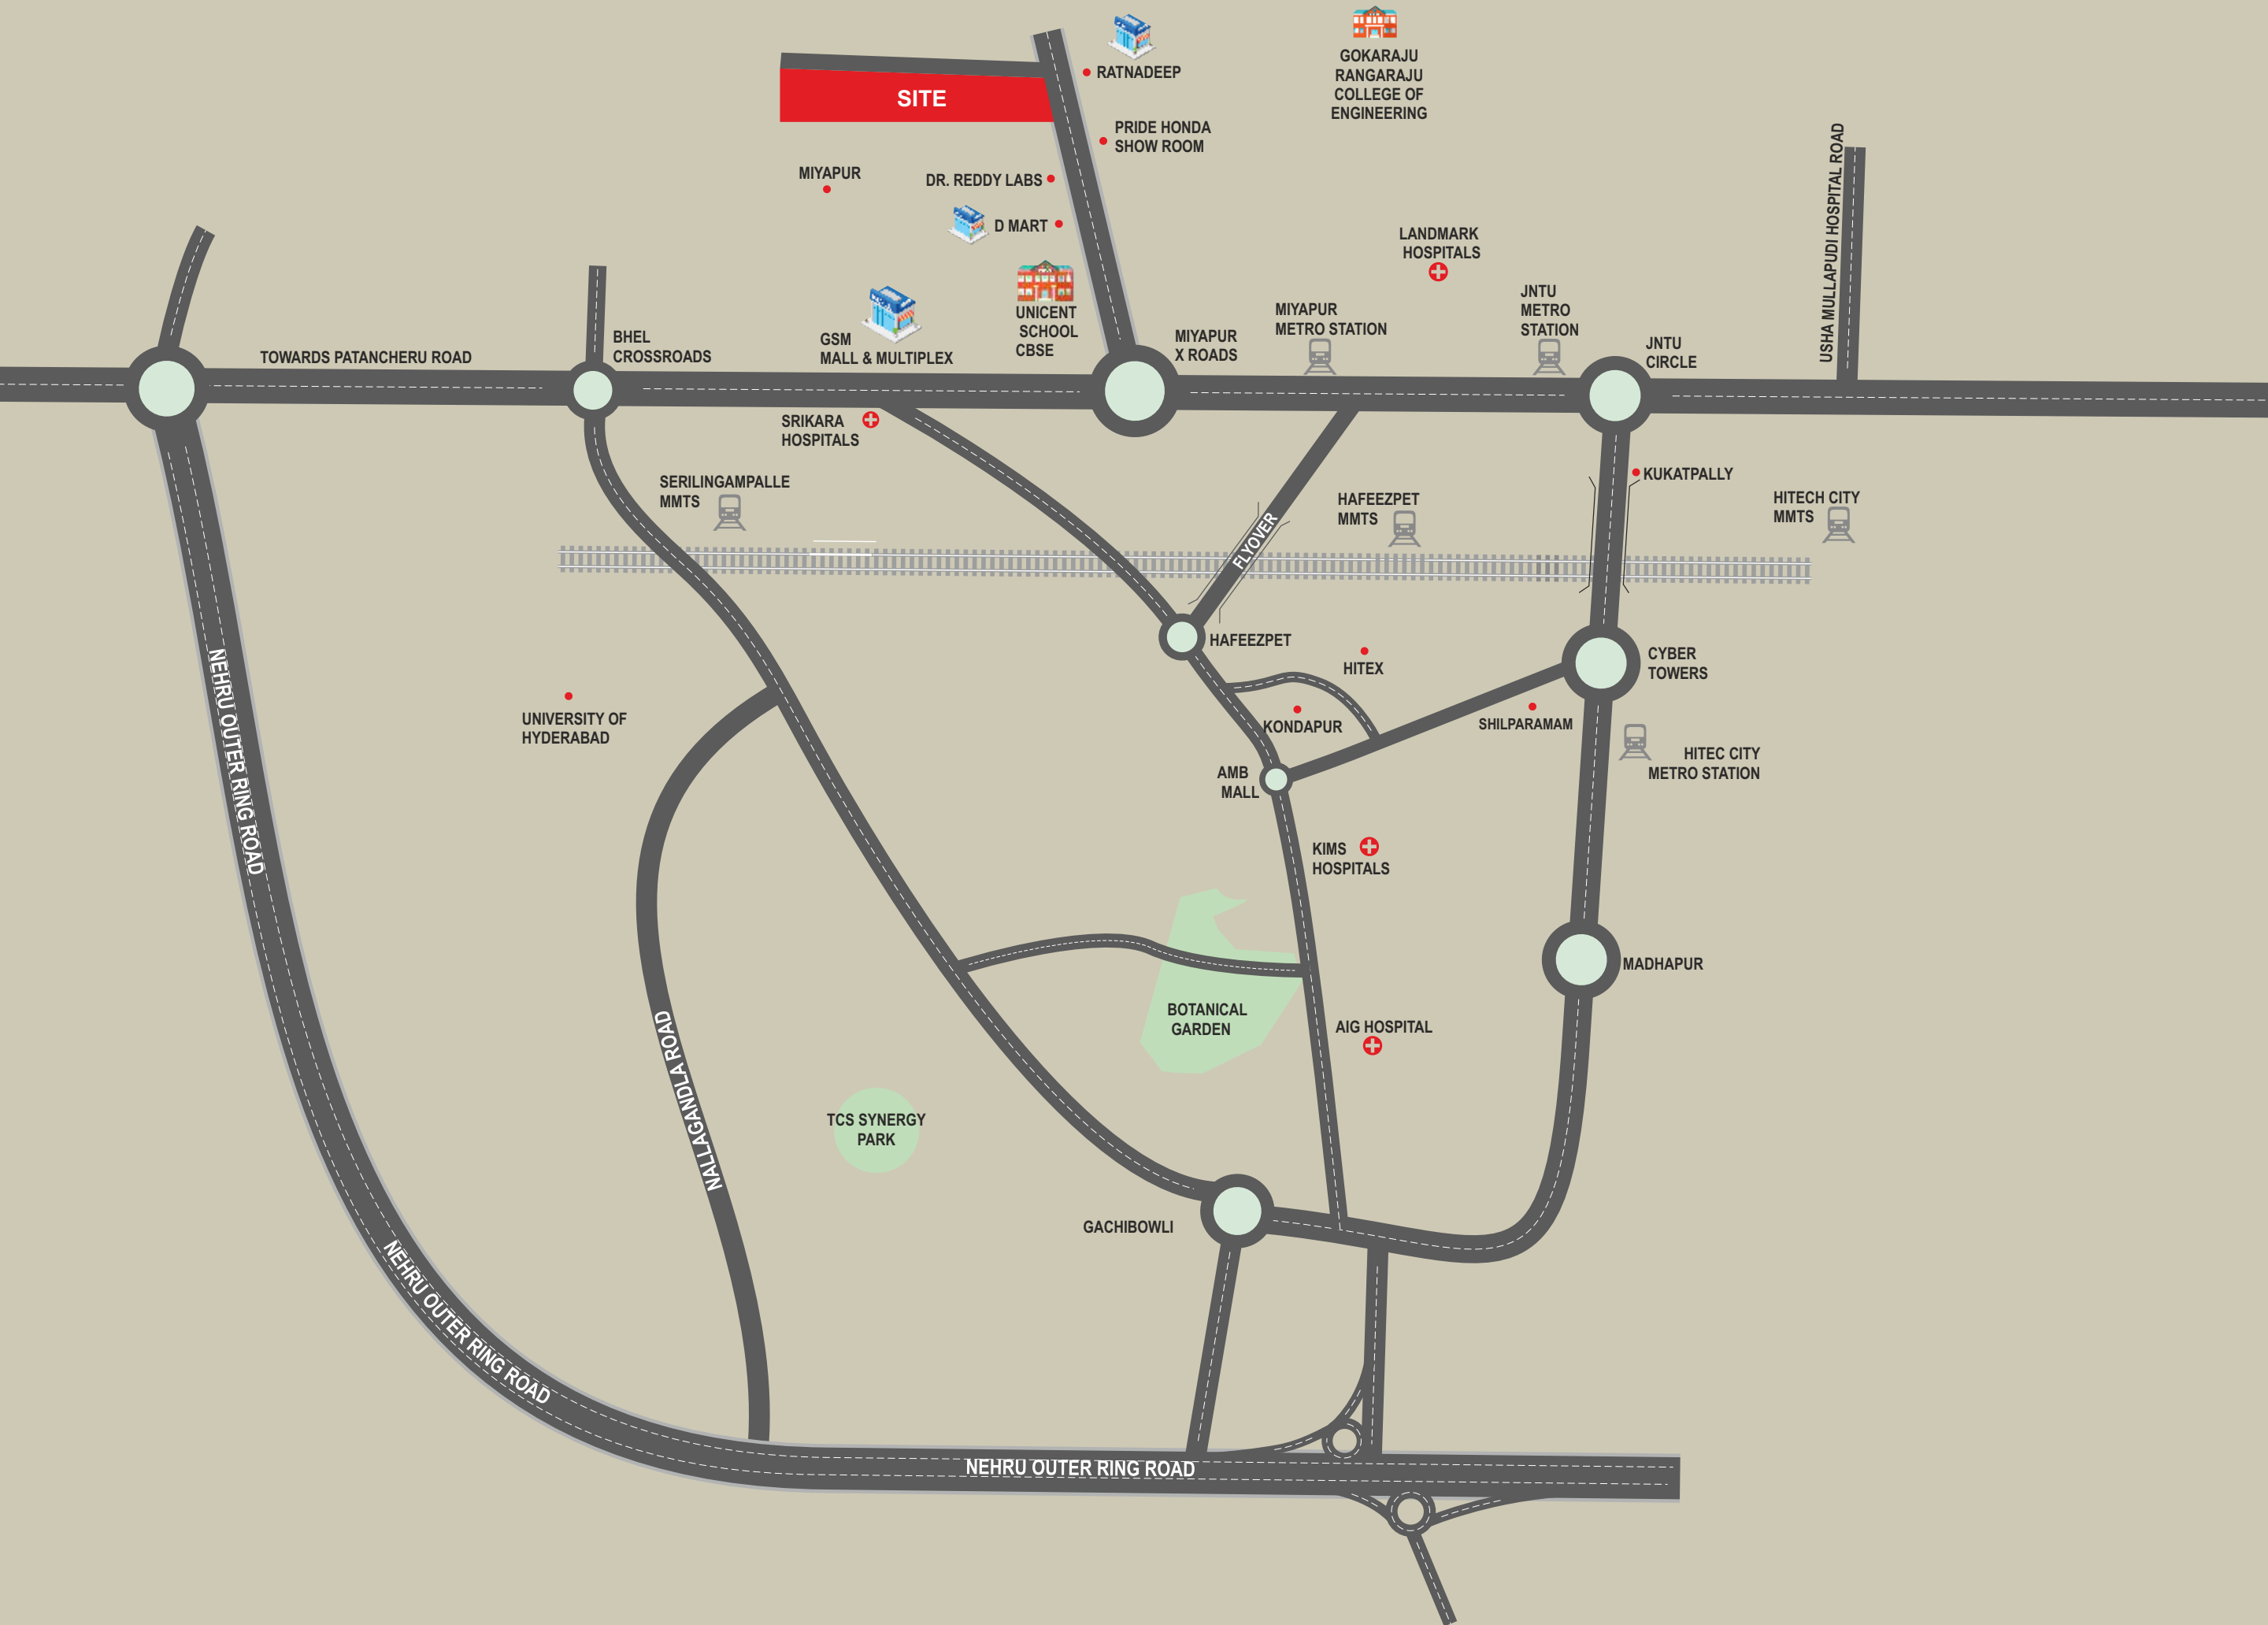 RATNADEEP
GOKARAJU
RANGARAJU
COLLEGE OF
ENGINEERING
SITE
PRIDE HONDA
SHOW ROOM
MIYAPUR
DR. REDDY LABS
D MART
USHA MULLAPUDI HOSPITAL ROAD
LANDMARK
HOSPITALS
UNICENT
SCHOOL
CBSE
MIYAPUR
METRO STATION
JNTU
METRO
STATION
BHEL
CROSSROADS
GSM
MALL & MULTIPLEX
MIYAPUR
X ROADS
JNTU
CIRCLE
TOWARDS PATANCHERU ROAD
SRIKARA
HOSPITALS
SERILINGAMPALLE
MMTS
FLYOVER
HAFEEZPET
MMTS
KUKATPALLY
HITECH CITY
MMTS
HAFEEZPET
HITEX
CYBER
TOWERS
NEHRU OUTER RING ROAD
UNIVERSITY OF
HYDERABAD
KONDAPUR
SHILPARAMAM
AMB
MALL
HITEC CITY
METRO STATION
KIMS
HOSPITALS
MADHAPUR
BOTANICAL
GARDEN
AIG HOSPITAL
NALLAGANDLA ROAD
TCS SYNERGY
PARK
GACHIBOWLI
NEHRU OUTER RING ROAD
NEHRU OUTER RING ROAD